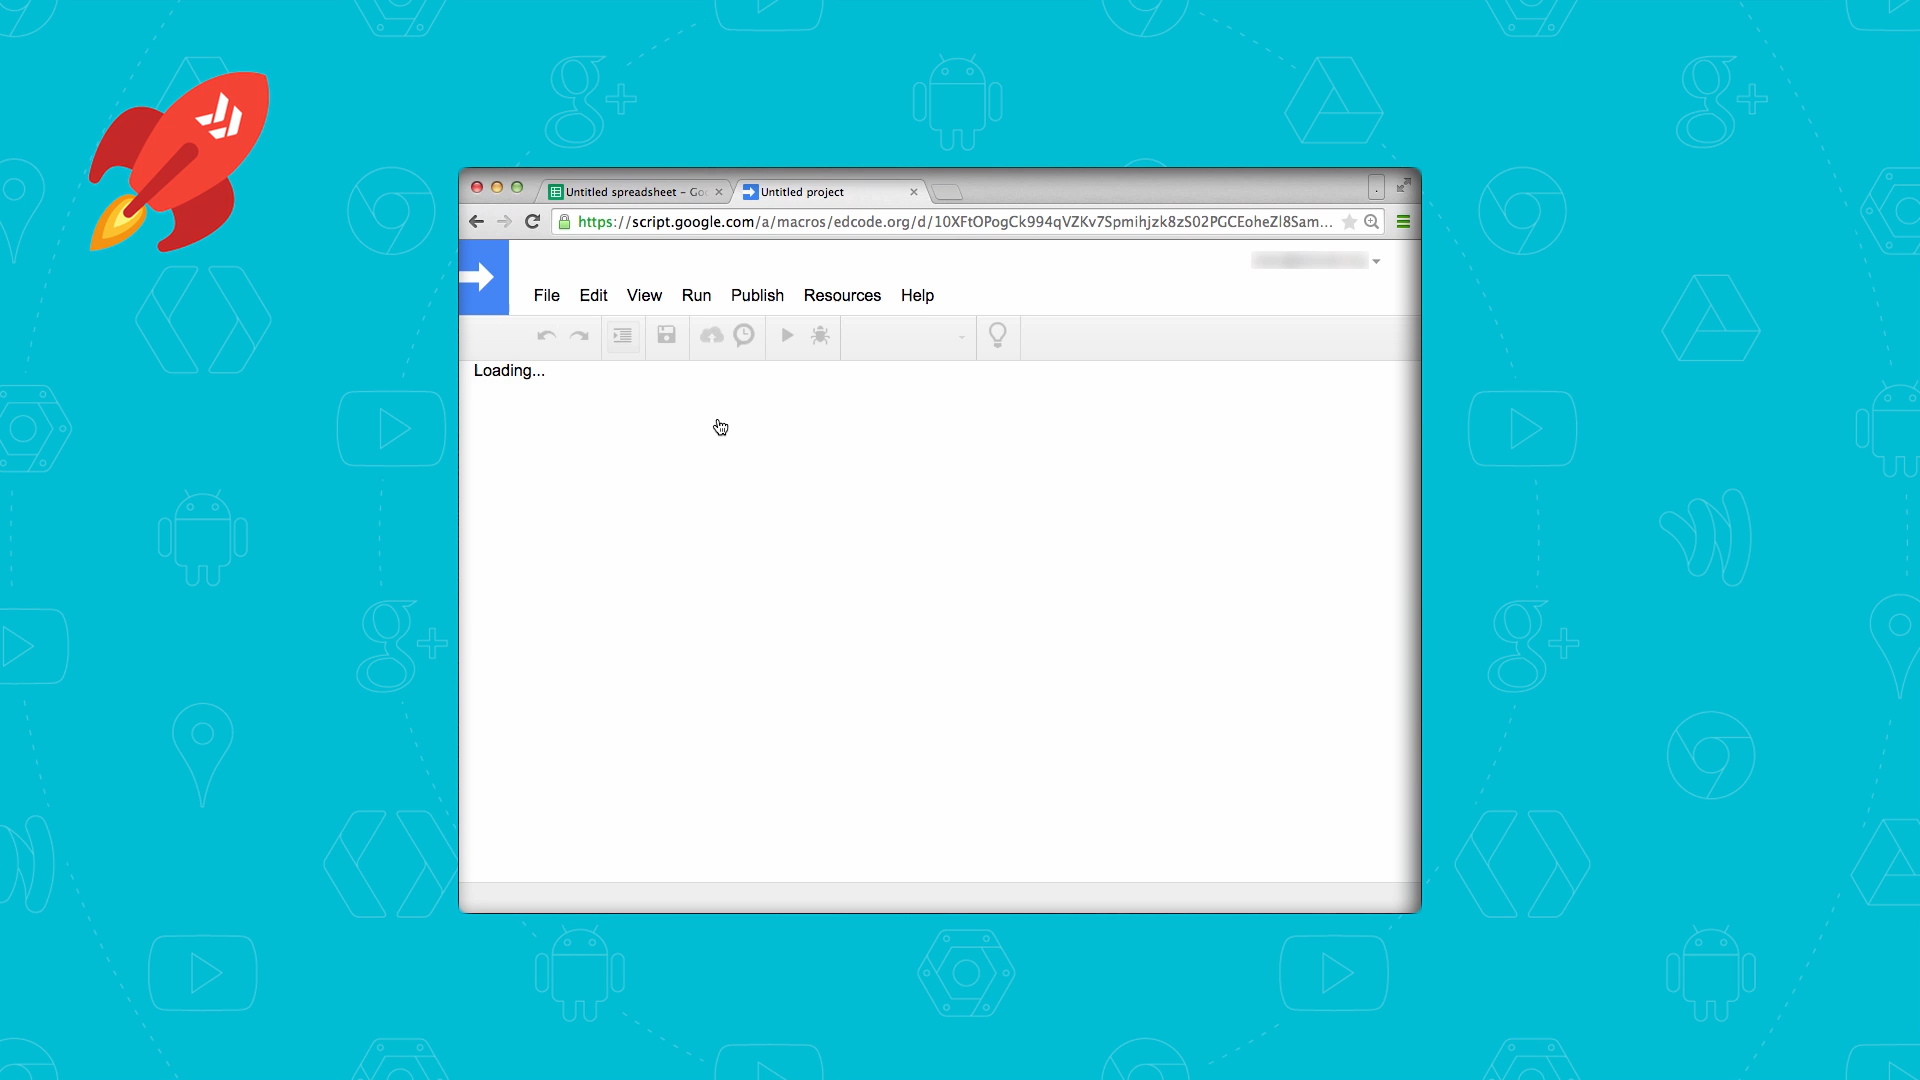 Untitled spreadsheet – Go
Untitled project
https://script.google.com/a/macros/edcode.org/d/10XFtOPogCk994qVZKv7Spmihjzk8zS02PGCEoheZl8Sam...
File Edit View Run Publish Resources Help
Loading...